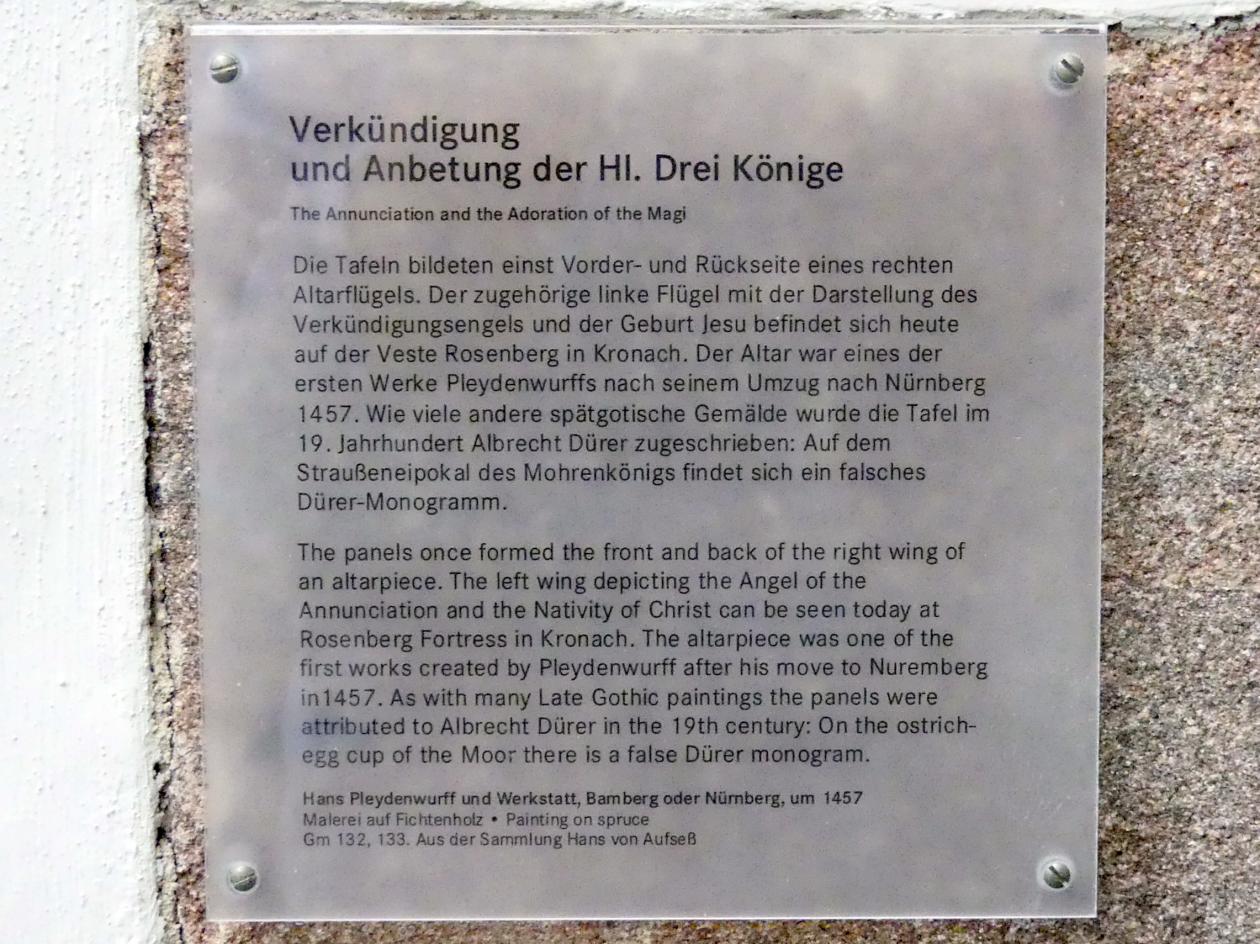 Verkündigung
und Anbetung der Hl. Drei Könige
The Annunciation and the Adoration of the Magi
Die Tafeln bildeten einst Vorder- und Rückseite eines rechten
Altarflügels. Der zugehörige linke Flügel mit der Darstellung des
Verkündigungsengels und der Geburt Jesu befindet sich heute
auf der Veste Rosenberg in Kronach. Der Altar war eines der
ersten Werke Pleydenwurffs nach seinem Umzug nach Nürnberg
1457. Wie viele andere spätgotische Gemälde wurde die Tafel im
19. Jahrhundert Albrecht Dürer zugeschrieben: Auf dem
Straußeneipokal des Mohrenkönigs findet sich ein falsches
Dürer-Monogramm.
The panels once formed the front and back of the right wing of
an altarpiece. The left wing depicting the Angel of the
Annunciation and the Nativity of Christ can be seen today at
Rosenberg Fortress in Kronach. The altarpiece was one of the
first works created by Pleydenwurff after his move to Nuremberg
in1457. As with many Late Gothic paintings the panels were
attributed to Albrecht Dürer in the 19th century: On the ostrich-
egg cup of the Moor there is a false Dürer monogram.
Hans Pleydenwurff und Werkstatt, Bamberg oder Nürnberg, um 1457
Malerei auf Fichtenholz • Painting on spruce
Gm 132, 133. Aus der Sammlung Hans von Aufseß